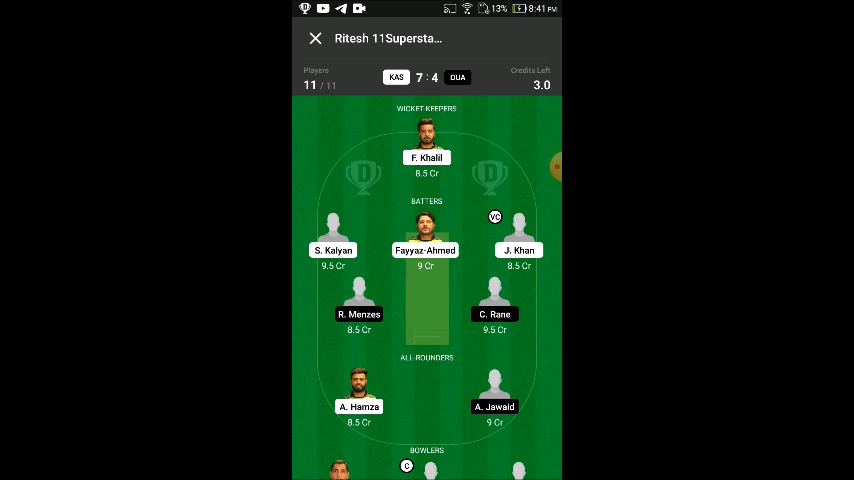 13% 8:41 PM
Ritesh 11Supersta...
Players
Credits Left
11 / 11
KAS 7 : 4 DUA
3.0
WICKET-KEEPERS
F. Khalil
8.5 Cr
BATTERS
VC
S. Kalyan Fayyaz-Ahmed J. Khan
9.5 Cr 9 Cr 8.5 Cr
R. Menzes C. Rane
8.5 Cr 9.5 Cr
ALL-ROUNDERS
A. Hamza A. Jawaid
8.5 Cr 9 Cr
BOWLERS
C